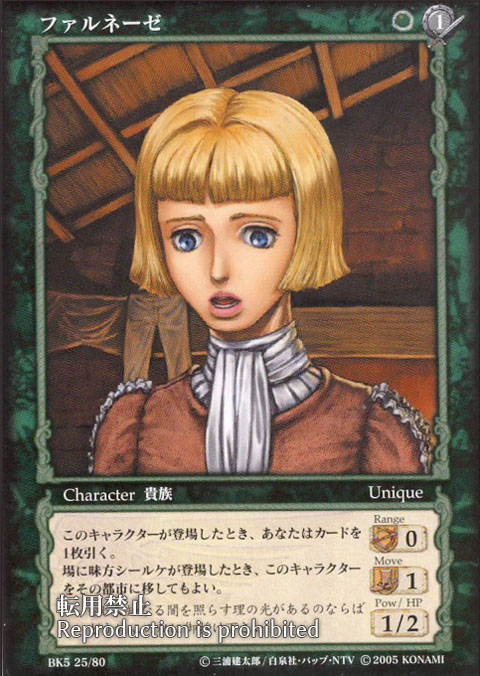 ファルネーゼ
1
Character 貴族
Unique
このキャラクターが登場したとき、あなたはカードを
1枚引く。
場に味方シールケが登場したとき、このキャラクター
をその都市に移してもよい。
る闇を照らす理の光があるのならば
転用禁止
Reproduction is prohibited
Range
0
Move
1
Pow/ HP
1/2
BK5 25/80
©三浦建太郎/白泉社・バップ・NTV ©2005 KONAMI